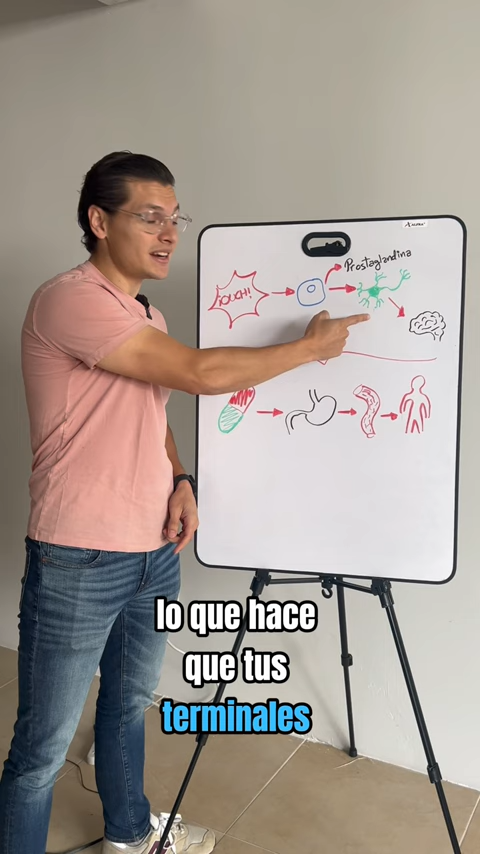 Prostaglandina
¡OUCH!
lo que hace
que tus
terminales